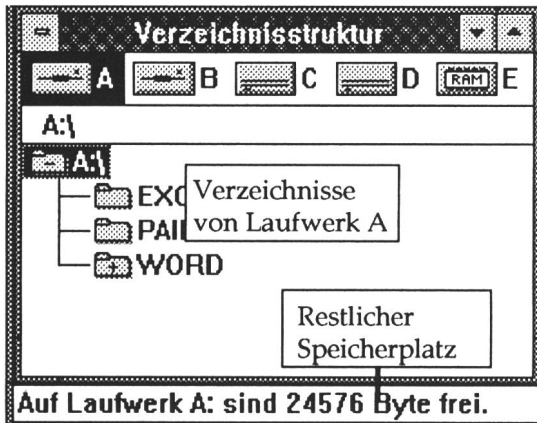 Verzeichnisstruktur
A B C D RAM E
A:\
A:\
Verzeichnisse
von Laufwerk A
WORD
Restlicher
Speicherplatz
Auf Laufwerk A: sind 24576 Byte frei.